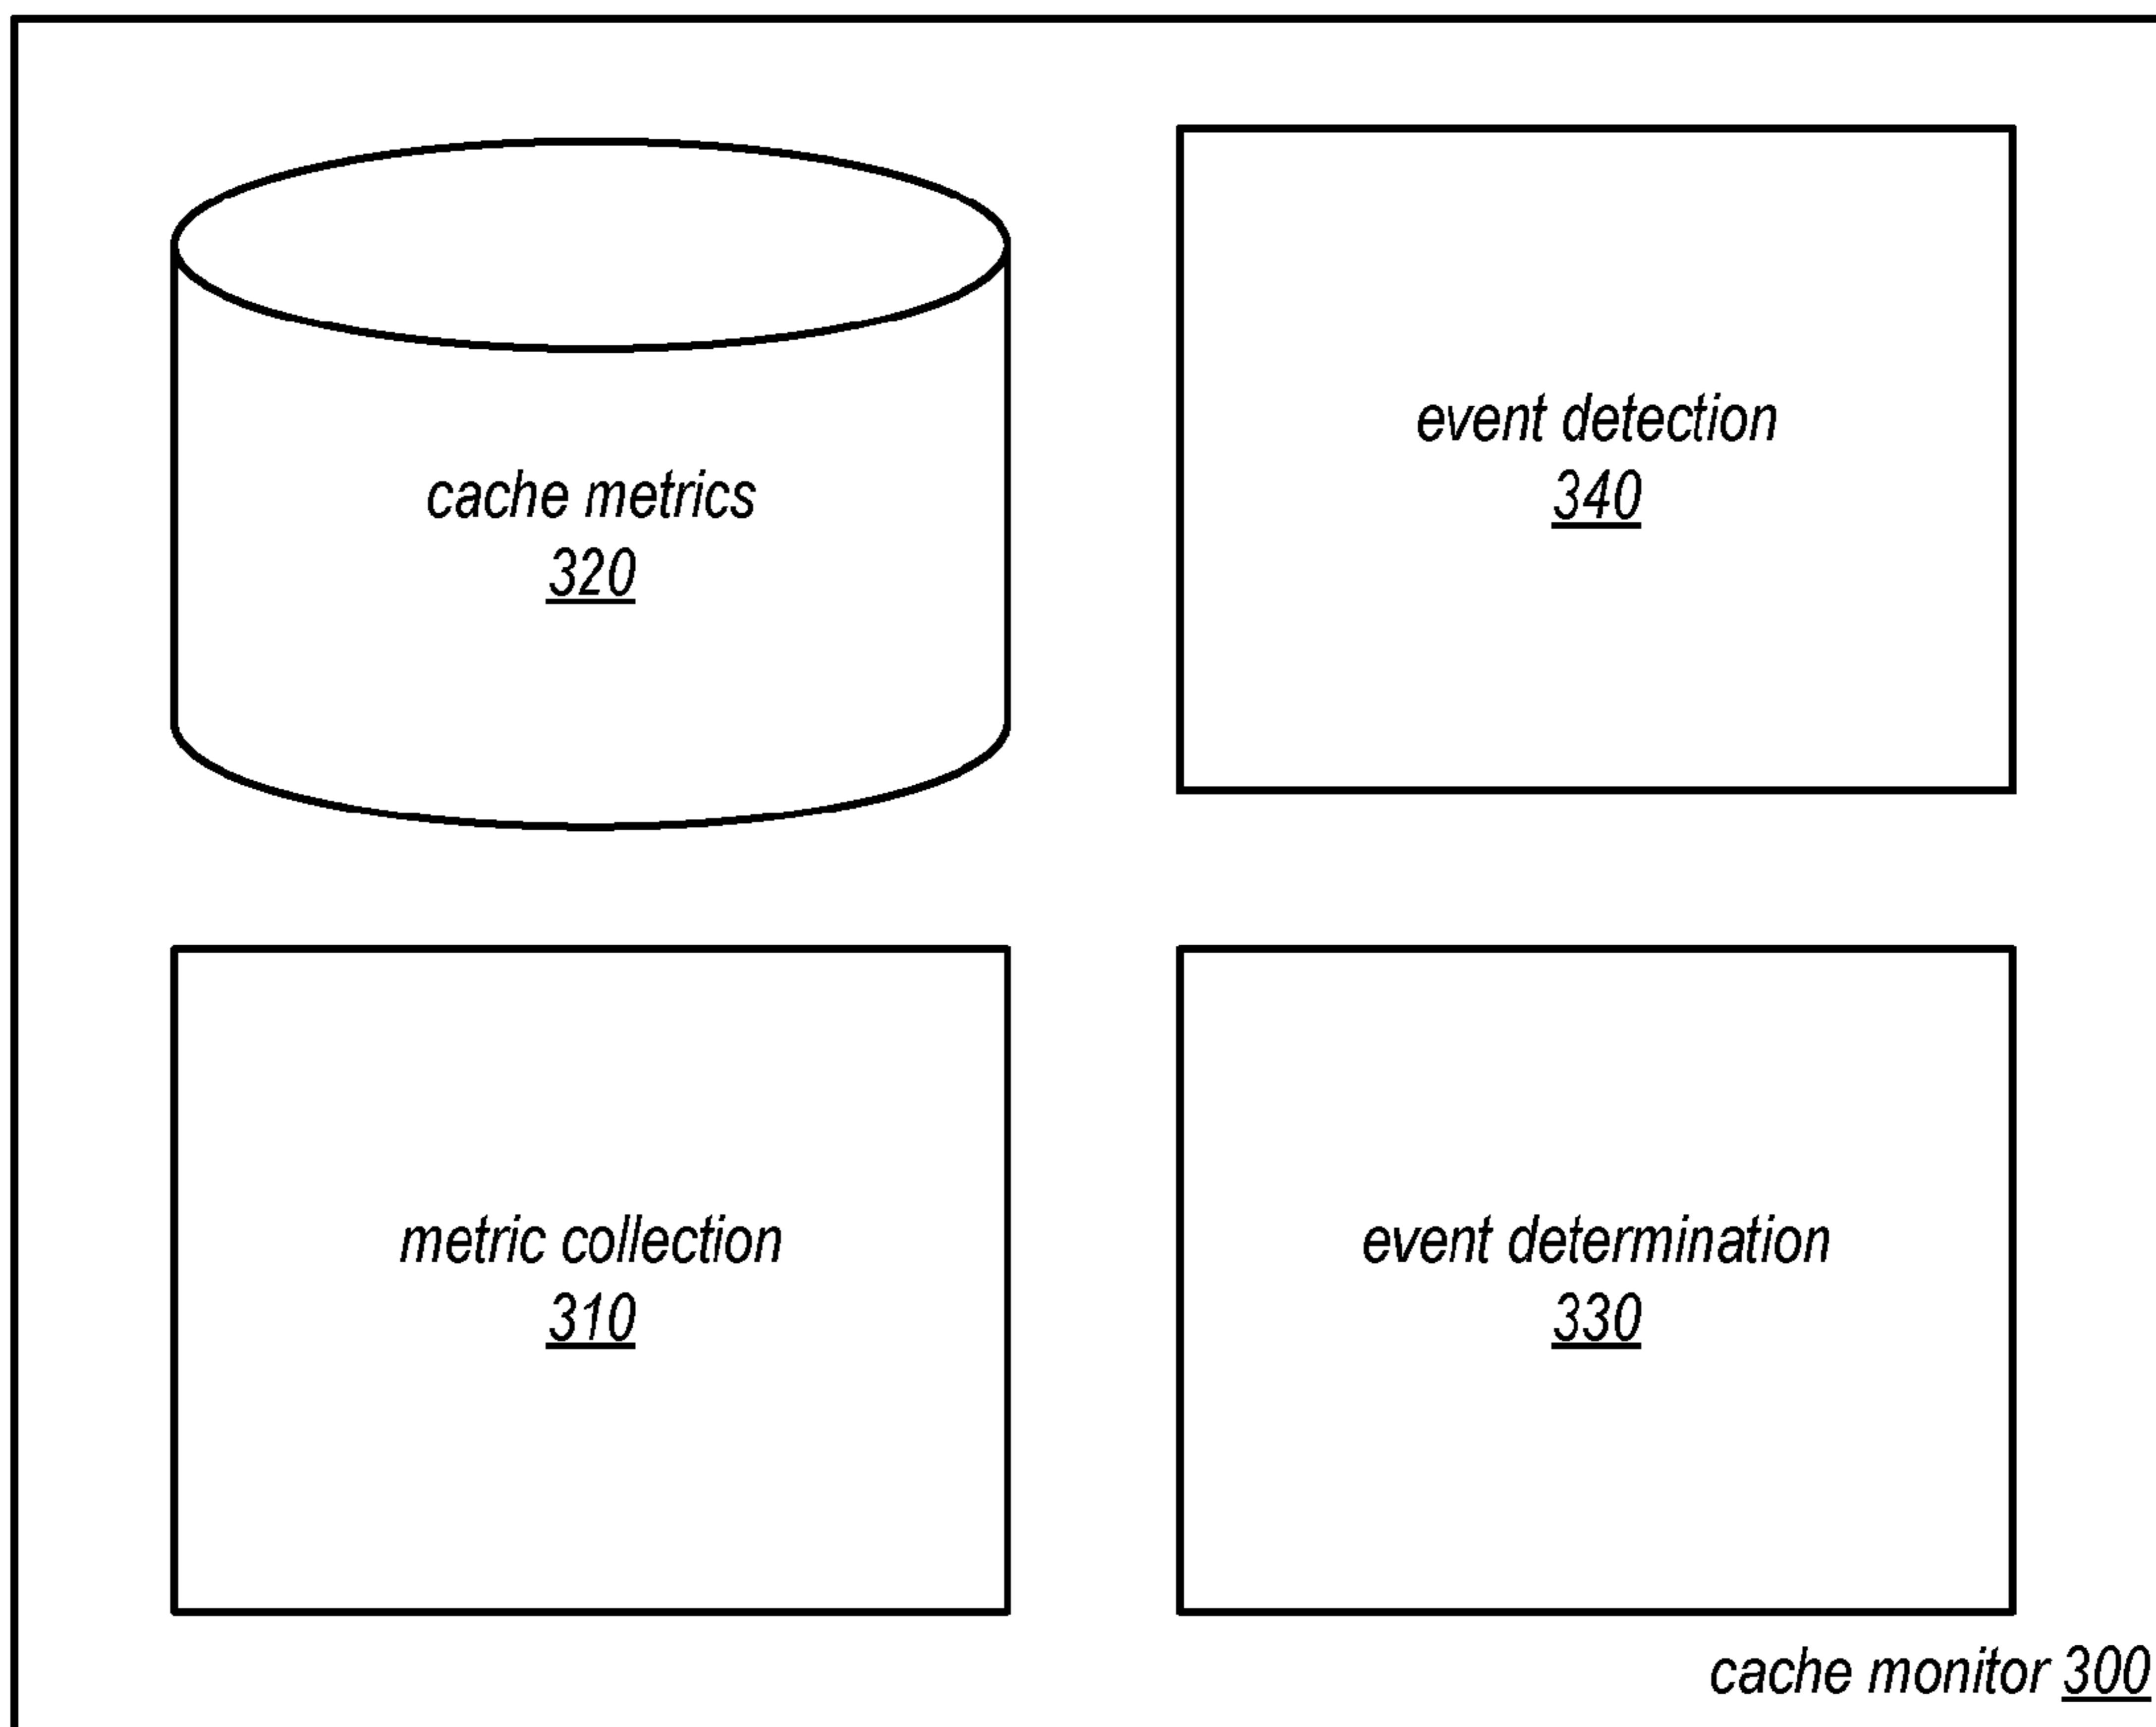 cache metrics
320
event detection
340
metric collection
310
event determination
330
cache monitor 300